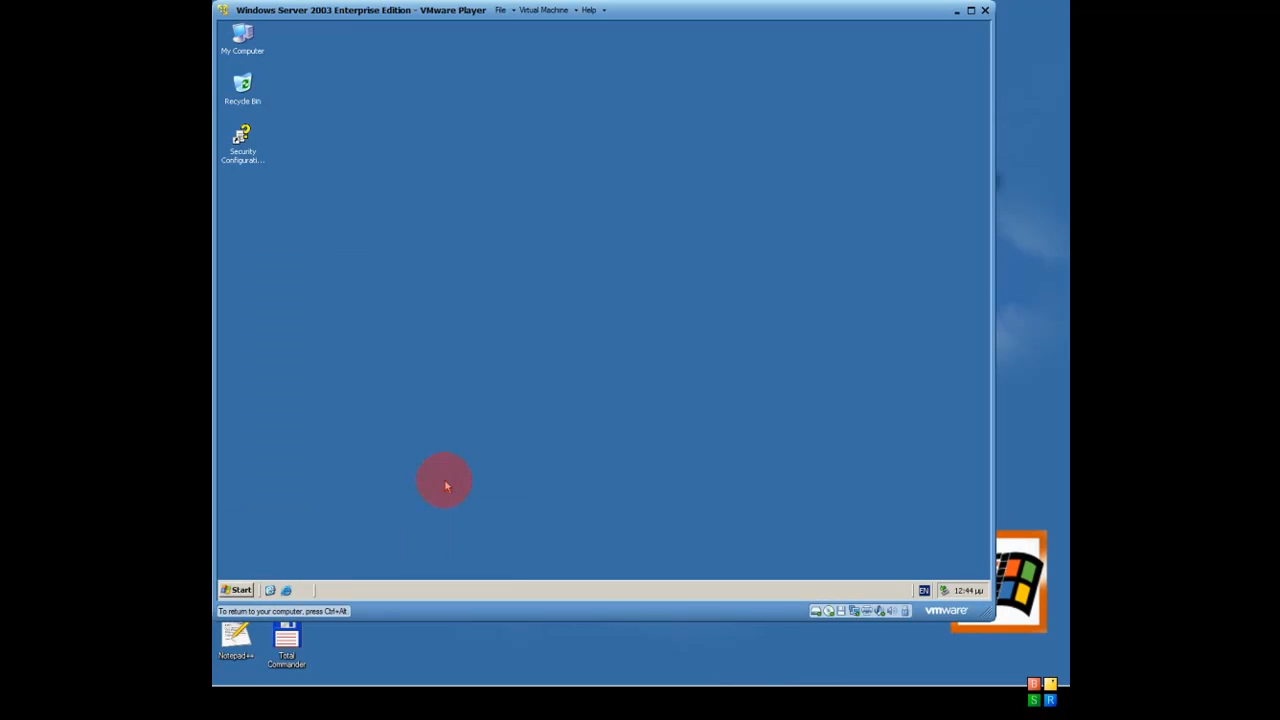 Windows Server 2003 Enterprise Edition - VMware Player File Virtual Machine Help
My Computer
Recycle Bin
Security
Configurati...
Start
EN
12:44 μμ
To return to your computer, press Ctrl+Alt.
vmware
Notepad++
Total
Commander
S
R